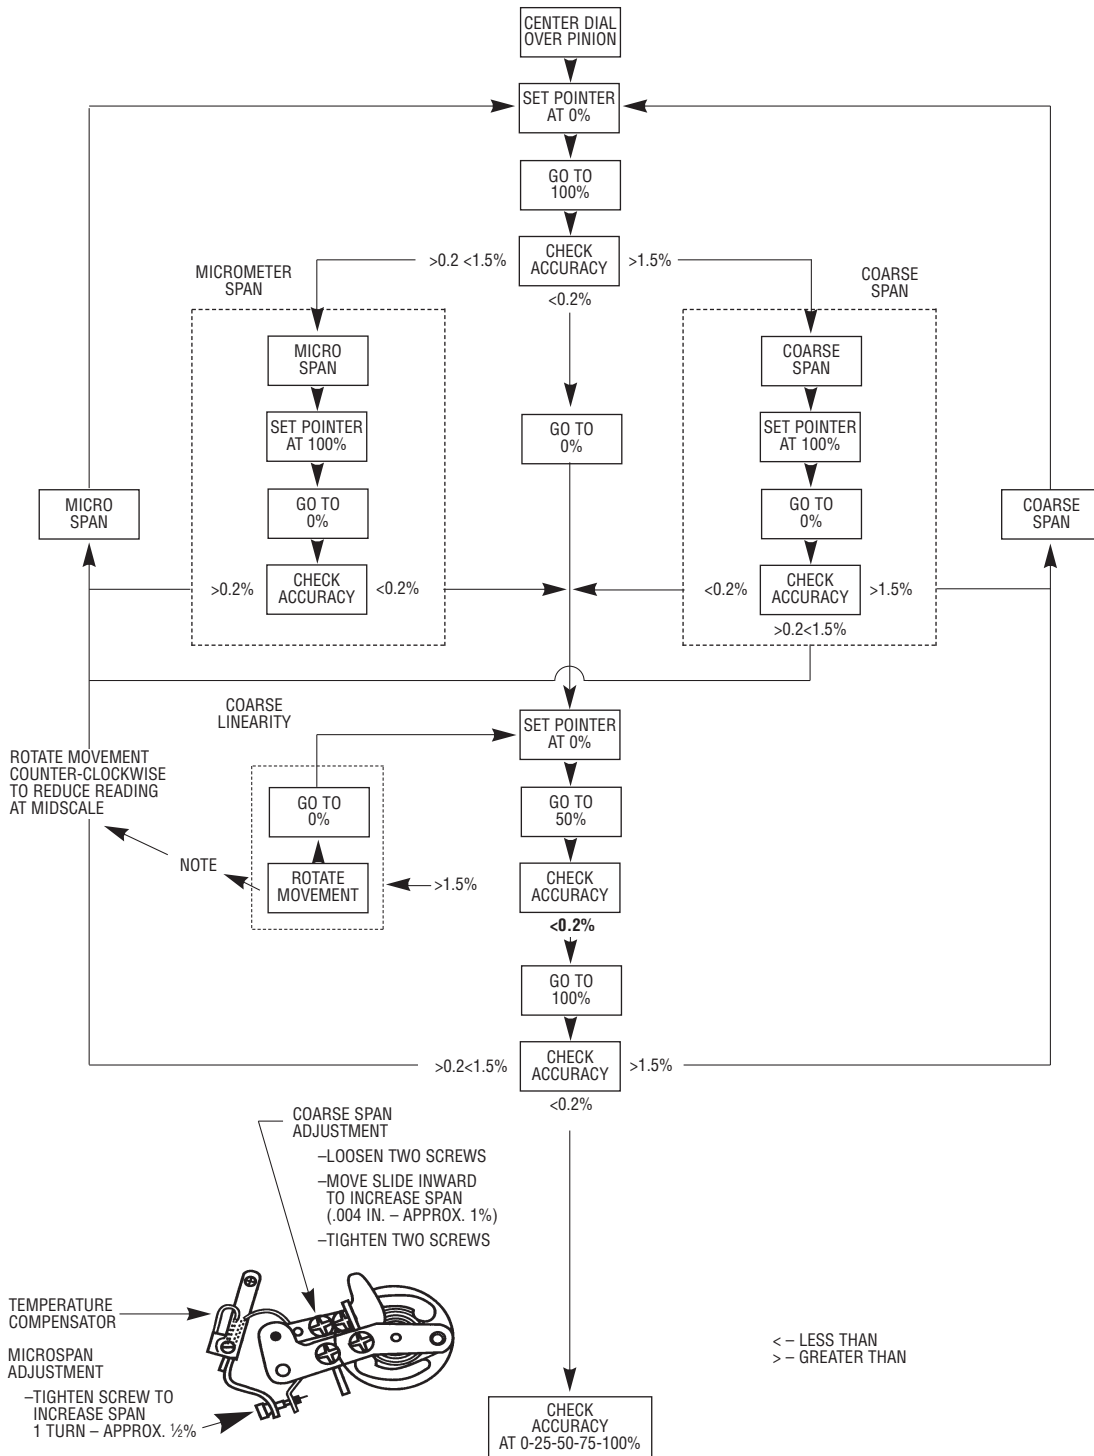 CENTER DIAL
OVER PINION
SET POINTER
AT 0%
GO TO
100%
CHECK
ACCURACY
>0.2 <1.5%
>1.5%
<0.2%
MICROMETER
SPAN
COARSE
SPAN
MICRO
SPAN
SET POINTER
AT 100%
GO TO
0%
CHECK
ACCURACY
>0.2%
<0.2%
MICRO
SPAN
GO TO
0%
COARSE
SPAN
SET POINTER
AT 100%
GO TO
0%
CHECK
ACCURACY
<0.2%
>1.5%
>0.2<1.5%
COARSE
SPAN
COARSE
LINEARITY
SET POINTER
AT 0%
ROTATE MOVEMENT
COUNTER-CLOCKWISE
TO REDUCE READING
AT MIDSCALE
NOTE
GO TO
0%
ROTATE
MOVEMENT
>1.5%
GO TO
50%
CHECK
ACCURACY
<0.2%
GO TO
100%
CHECK
ACCURACY
>0.2<1.5%
>1.5%
<0.2%
COARSE SPAN
ADJUSTMENT
–LOOSEN TWO SCREWS
–MOVE SLIDE INWARD
TO INCREASE SPAN
(.004 IN. – APPROX. 1%)
–TIGHTEN TWO SCREWS
TEMPERATURE
COMPENSATOR
MICROSPAN
ADJUSTMENT
–TIGHTEN SCREW TO
INCREASE SPAN
1 TURN – APPROX. ½%
< – LESS THAN
> – GREATER THAN
CHECK
ACCURACY
AT 0-25-50-75-100%